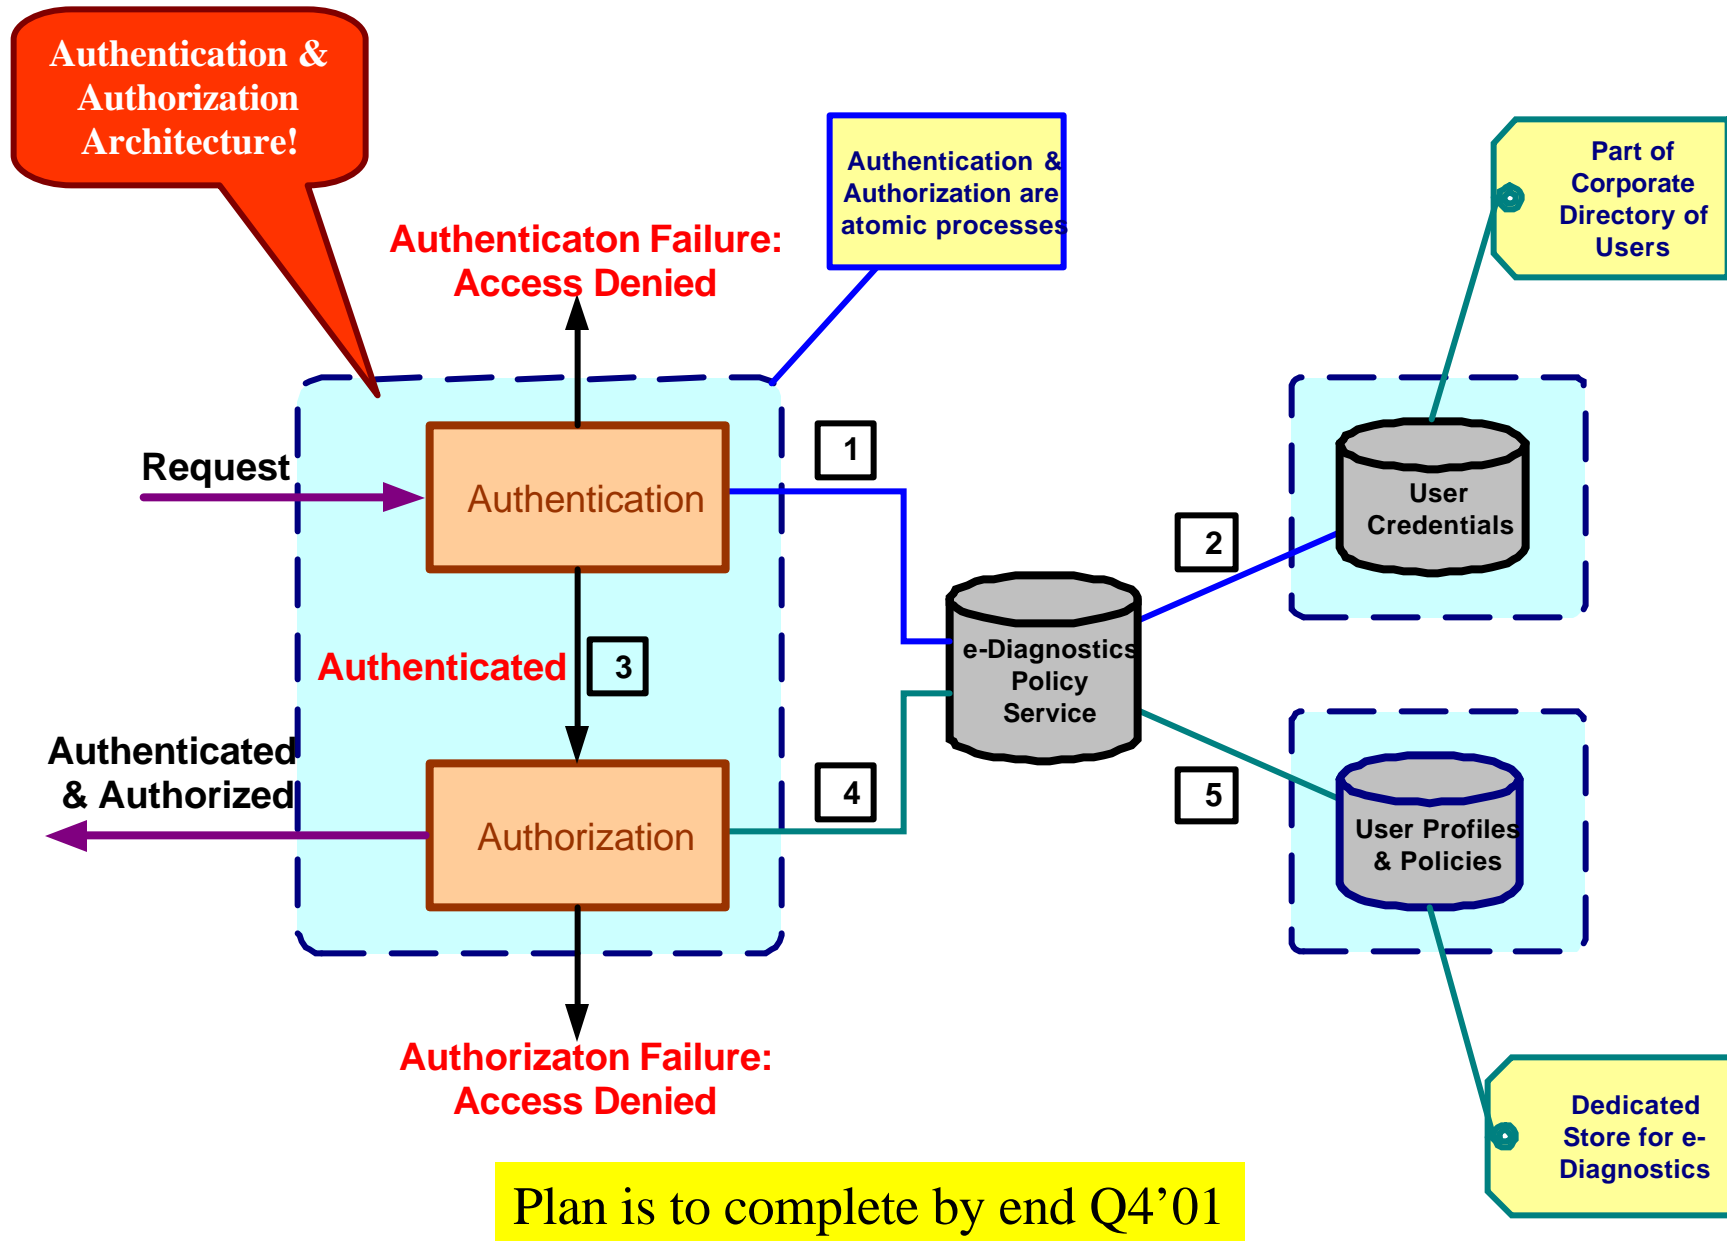 Authentication &
Authorization
Architecture!
Authentication &
Authorization are
atomic processes
Part of
Corporate
Directory of
Users
Authenticaton Failure:
Access Denied
Request
Authentication
1
2
User
Credentials
Authenticated
3
e-Diagnostics
Policy
Service
Authenticated
& Authorized
Authorization
4
5
User Profiles
& Policies
Authorizaton Failure:
Access Denied
Dedicated
Store for e-
Diagnostics
Plan is to complete by end Q4’01